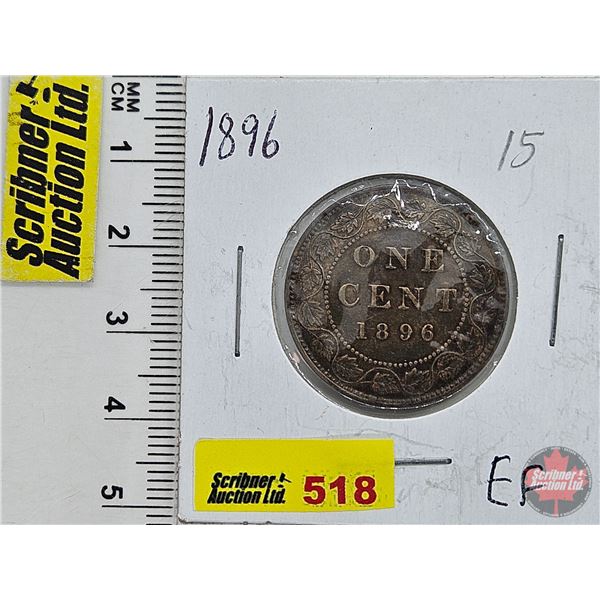 Scribner
Auction Ltd.
MM
CM
1
2
3
4
5
1896
15
ONE
CENT
1896
Scribner
Auction Ltd.
518
EF
Scribner
Auction Ltd.